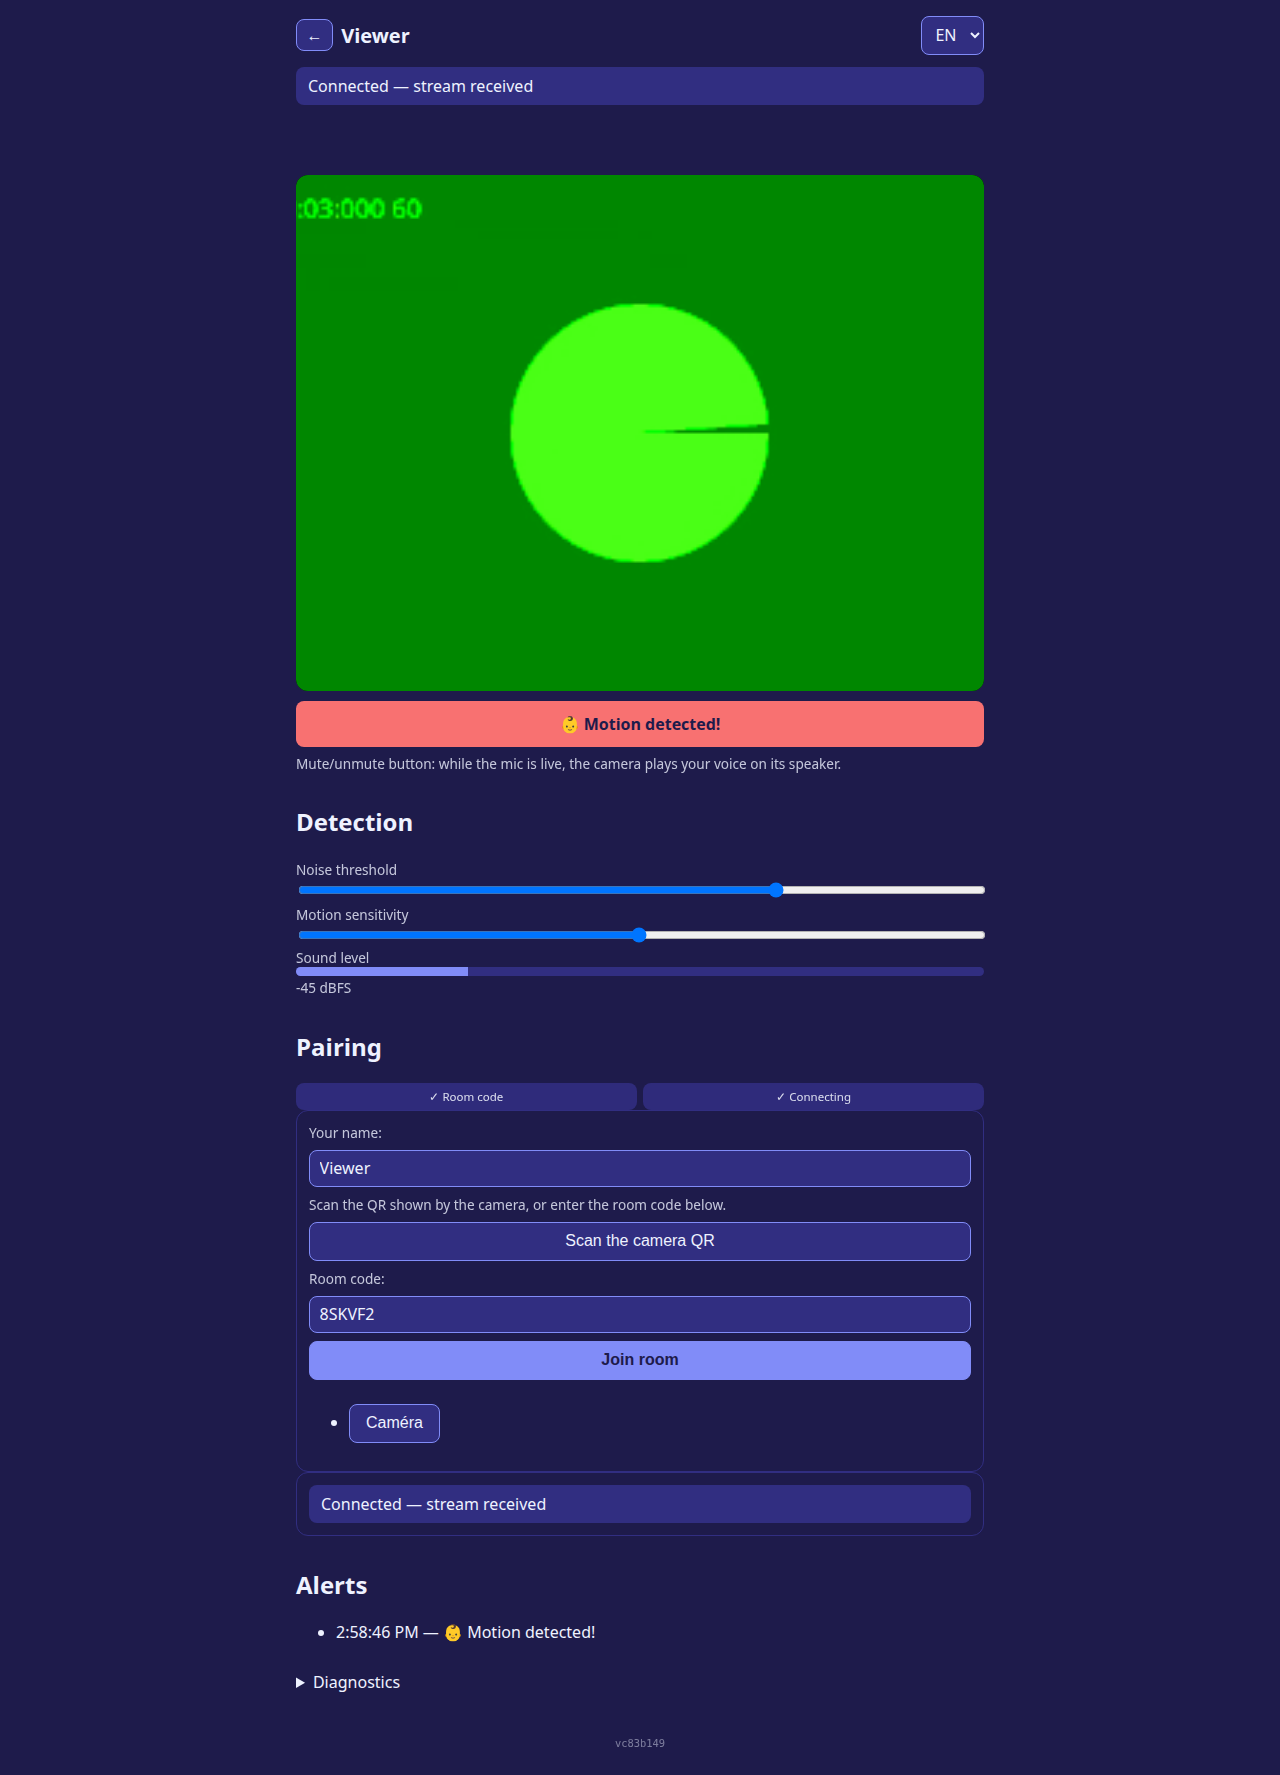 ← Viewer
EN
Connected — stream received
:03:000 60
👶 Motion detected!
Mute/unmute button: while the mic is live, the camera plays your voice on its speaker.
Detection
Noise threshold
Motion sensitivity
Sound level
-45 dBFS
Pairing
✓ Room code
✓ Connecting
Your name:
Viewer
Scan the QR shown by the camera, or enter the room code below.
Scan the camera QR
Room code:
8SKVF2
Join room
Caméra
Connected — stream received
Alerts
2:58:46 PM — 👶 Motion detected!
Diagnostics
vc83b149